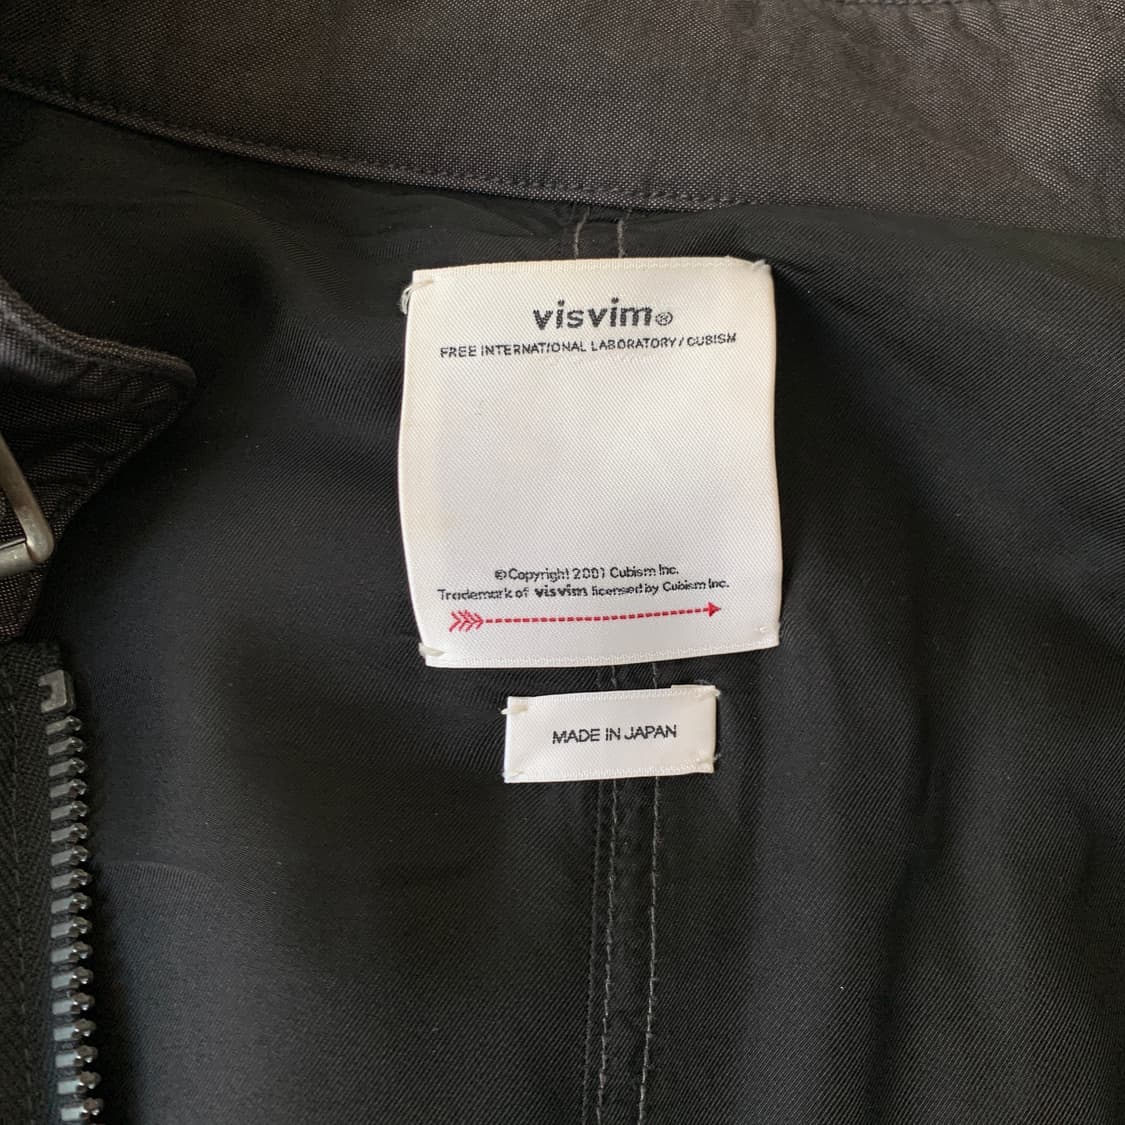 visvim®
FREE INTERNATIONAL LABORATORY / CUBISM
©Copyright 2001 Cubism Inc.
Trademark of visvim licensed by Cubism Inc.
MADE IN JAPAN